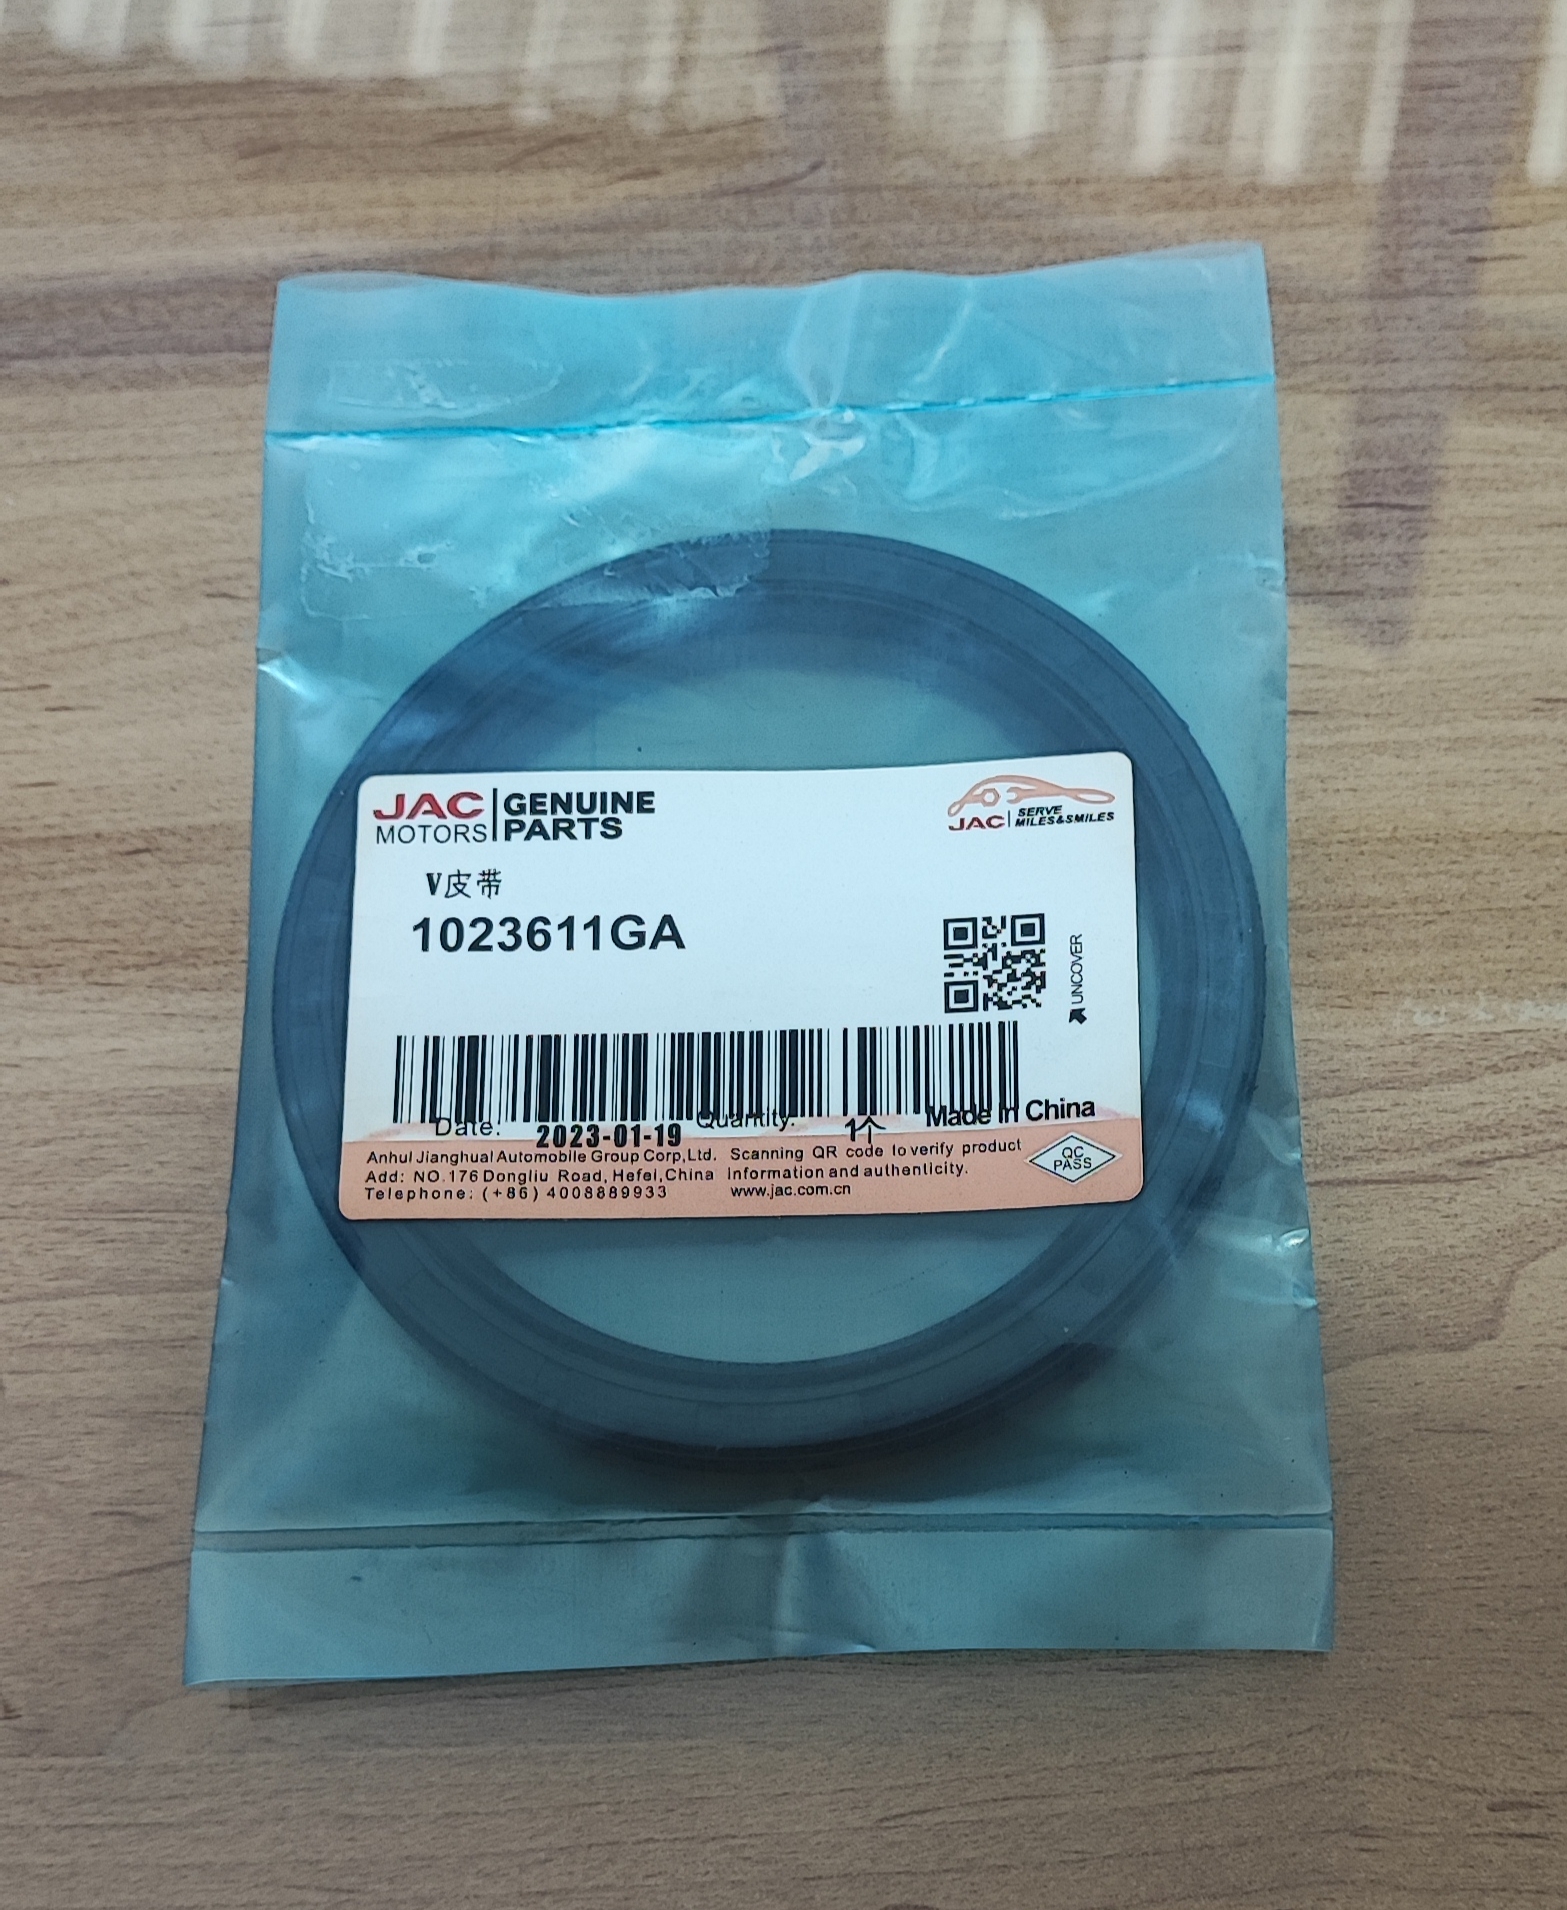 JAC GENUINE
MOTORS PARTS
SERVE
JAC MILES&SMILES
V皮带
1023611GA
UNCOVER
Date: 2023-01-19 Quantity: 1个 Made in China
Anhui Jianghuai Automobile Group Corp,Ltd.
Add: NO.176 Dongliu Road, Hefei,China
Telephone: (+86) 4008889933
Scanning QR code to verify product
Information and authenticity.
www.jac.com.cn
QC
PASS